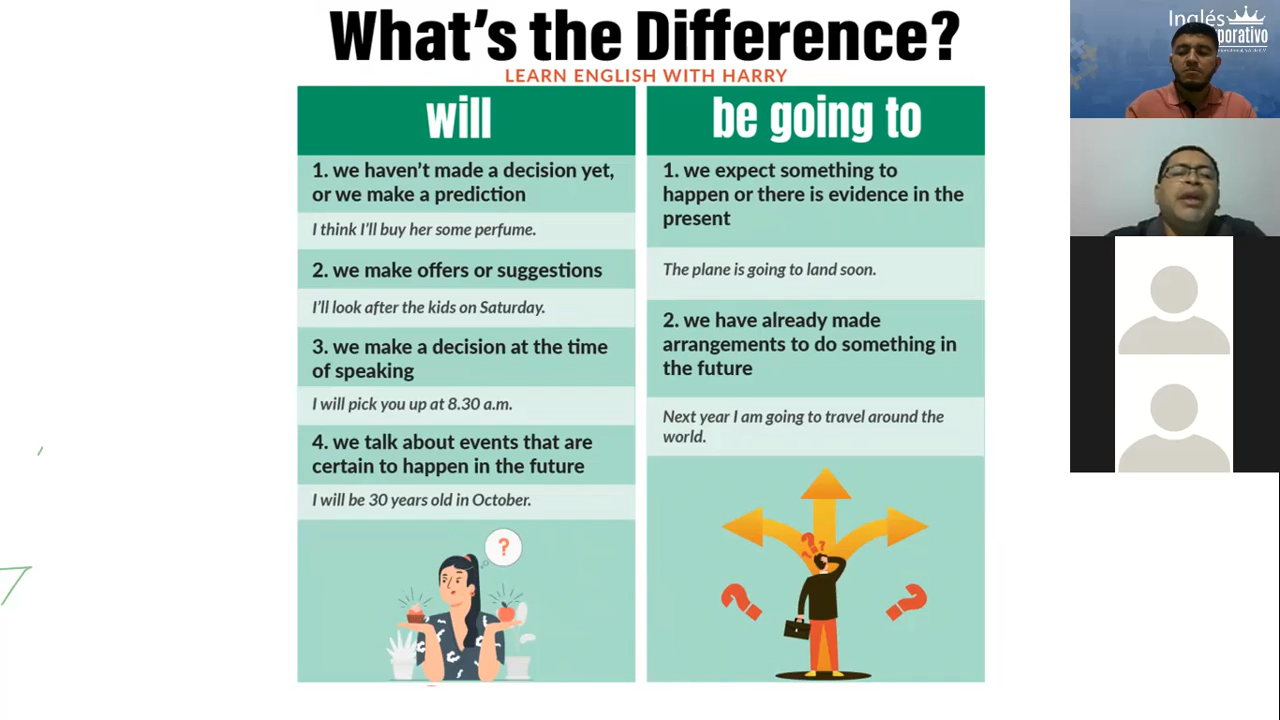 What's the Difference?
LEARN ENGLISH WITH HARRY
will
1. we haven't made a decision yet,
or we make a prediction
I think I'll buy her some perfume.
2. we make offers or suggestions
I'll look after the kids on Saturday.
3. we make a decision at the time
of speaking
I will pick you up at 8.30 a.m.
4. we talk about events that are
certain to happen in the future
I will be 30 years old in October.
?
be going to
1. we expect something to
happen or there is evidence in the
present
The plane is going to land soon.
2. we have already made
arrangements to do something in
the future
Next year I am going to travel around the
world.
? ? ?
? ?
Inglés
porativo